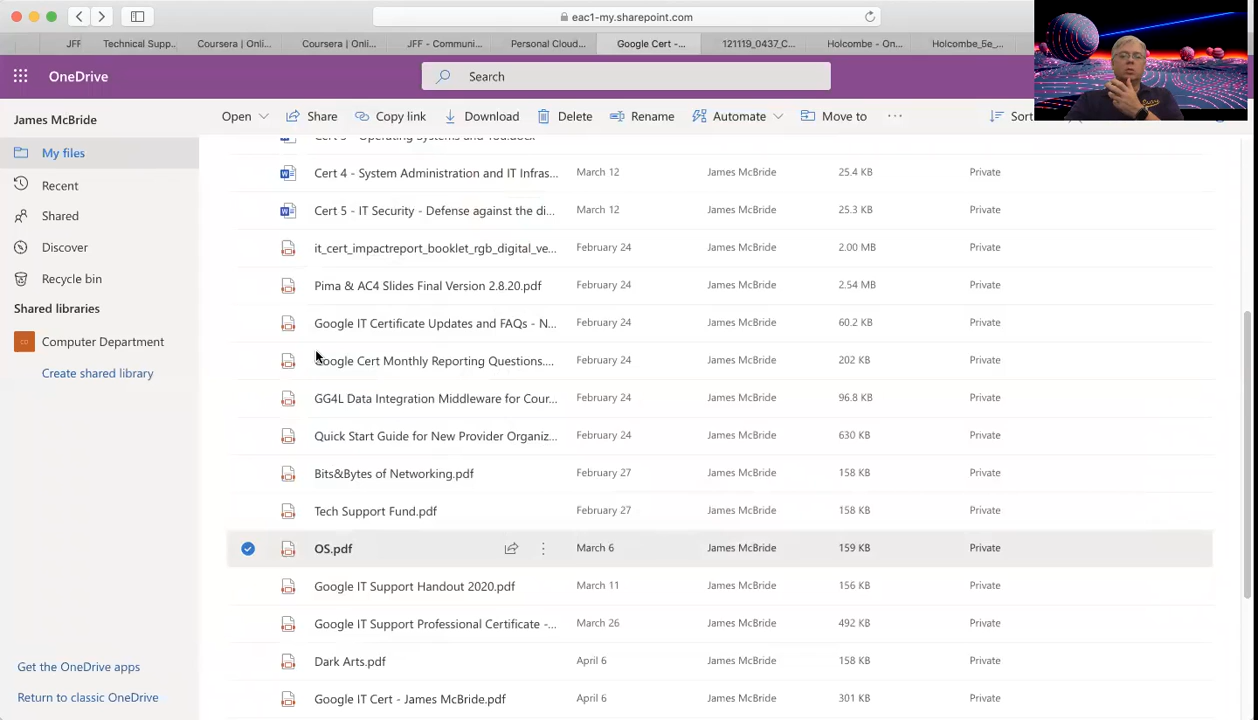 eac1-my.sharepoint.com
JFF
Technical Supp...
Coursera | Onli...
Coursera | Onli...
JFF - Communi...
Personal Cloud...
Google Cert -...
121119_0437_C...
Holcombe - On...
Holcombe_5e_...
OneDrive
Search
James McBride
Open
Share
Copy link
Download
Delete
Rename
Automate
Move to
...
Sort
My files
Recent
Shared
Discover
Recycle bin
Shared libraries
CD Computer Department
Create shared library
Get the OneDrive apps
Return to classic OneDrive
Cert 3 - Operating Systems and You.docx
Cert 4 - System Administration and IT Infras... March 12 James McBride 25.4 KB Private
Cert 5 - IT Security - Defense against the di... March 12 James McBride 25.3 KB Private
it_cert_impactreport_booklet_rgb_digital_ve... February 24 James McBride 2.00 MB Private
Pima & AC4 Slides Final Version 2.8.20.pdf February 24 James McBride 2.54 MB Private
Google IT Certificate Updates and FAQs - N... February 24 James McBride 60.2 KB Private
Google Cert Monthly Reporting Questions.... February 24 James McBride 202 KB Private
GG4L Data Integration Middleware for Cour... February 24 James McBride 96.8 KB Private
Quick Start Guide for New Provider Organiz... February 24 James McBride 630 KB Private
Bits&Bytes of Networking.pdf February 27 James McBride 158 KB Private
Tech Support Fund.pdf February 27 James McBride 158 KB Private
OS.pdf March 6 James McBride 159 KB Private
Google IT Support Handout 2020.pdf March 11 James McBride 156 KB Private
Google IT Support Professional Certificate -... March 26 James McBride 492 KB Private
Dark Arts.pdf April 6 James McBride 158 KB Private
Google IT Cert - James McBride.pdf April 6 James McBride 301 KB Private